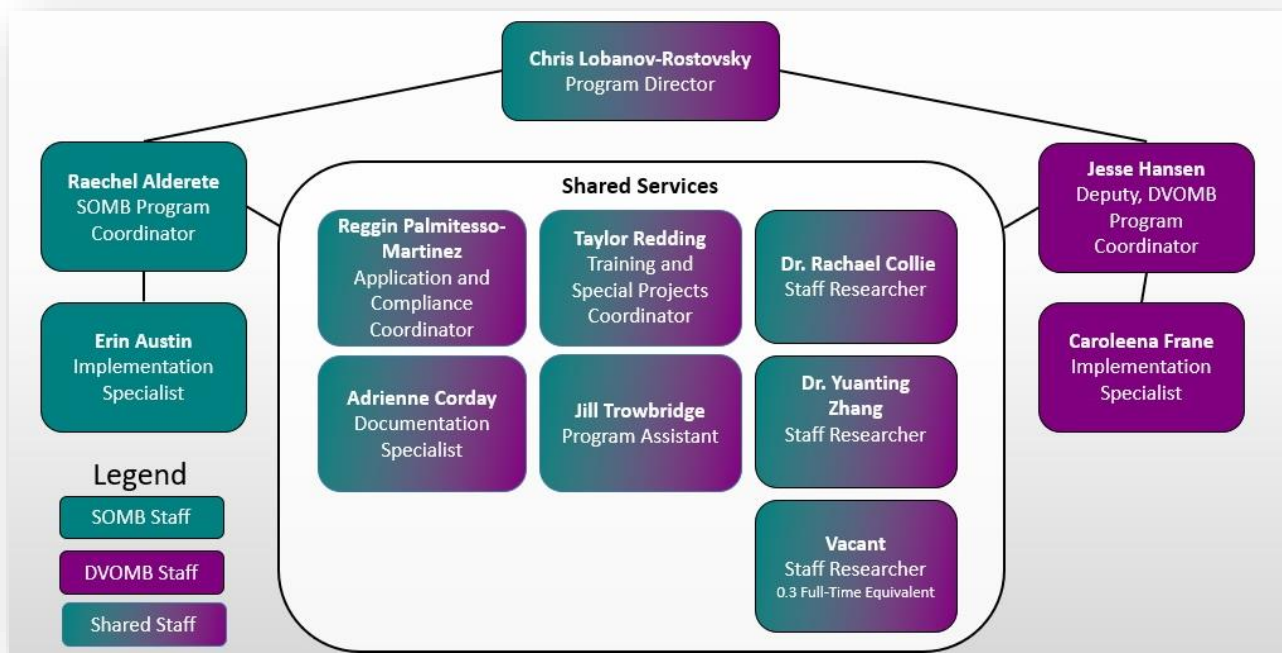 Chris Lobanov-Rostovsky
Program Director
Raechel Alderete
SOMB Program
Coordinator
Erin Austin
Implementation
Specialist
Shared Services
Reggin Palmitesso-
Martinez
Application and
Compliance
Coordinator
Taylor Redding
Training and
Special Projects
Coordinator
Dr. Rachael Collie
Staff Researcher
Adrienne Corday
Documentation
Specialist
Jill Trowbridge
Program Assistant
Dr. Yuanting
Zhang
Staff Researcher
Vacant
Staff Researcher
0.3 Full-Time Equivalent
Jesse Hansen
Deputy, DVOMB
Program
Coordinator
Caroleena Frane
Implementation
Specialist
Legend
SOMB Staff
DVOMB Staff
Shared Staff